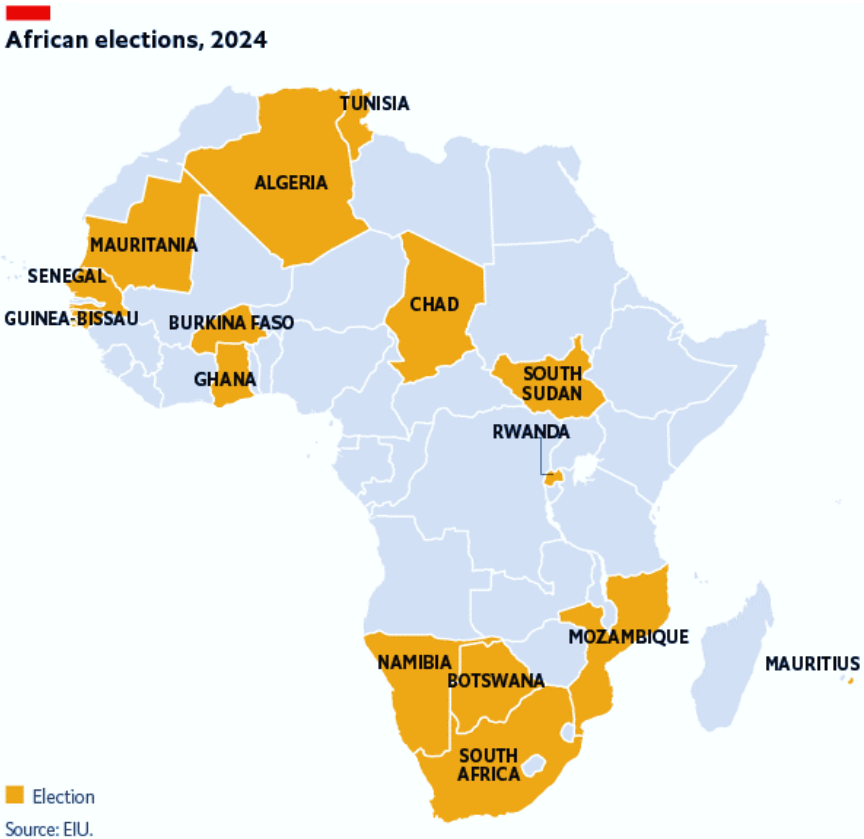 African elections, 2024
TUNISIA
ALGERIA
MAURITANIA
SENEGAL
CHAD
GUINEA-BISSAU
BURKINA FASO
GHANA
SOUTH
SUDAN
RWANDA
MOZAMBIQUE
NAMIBIA
MAURITIUS
BOTSWANA
SOUTH
AFRICA
Election
Source: EIU.